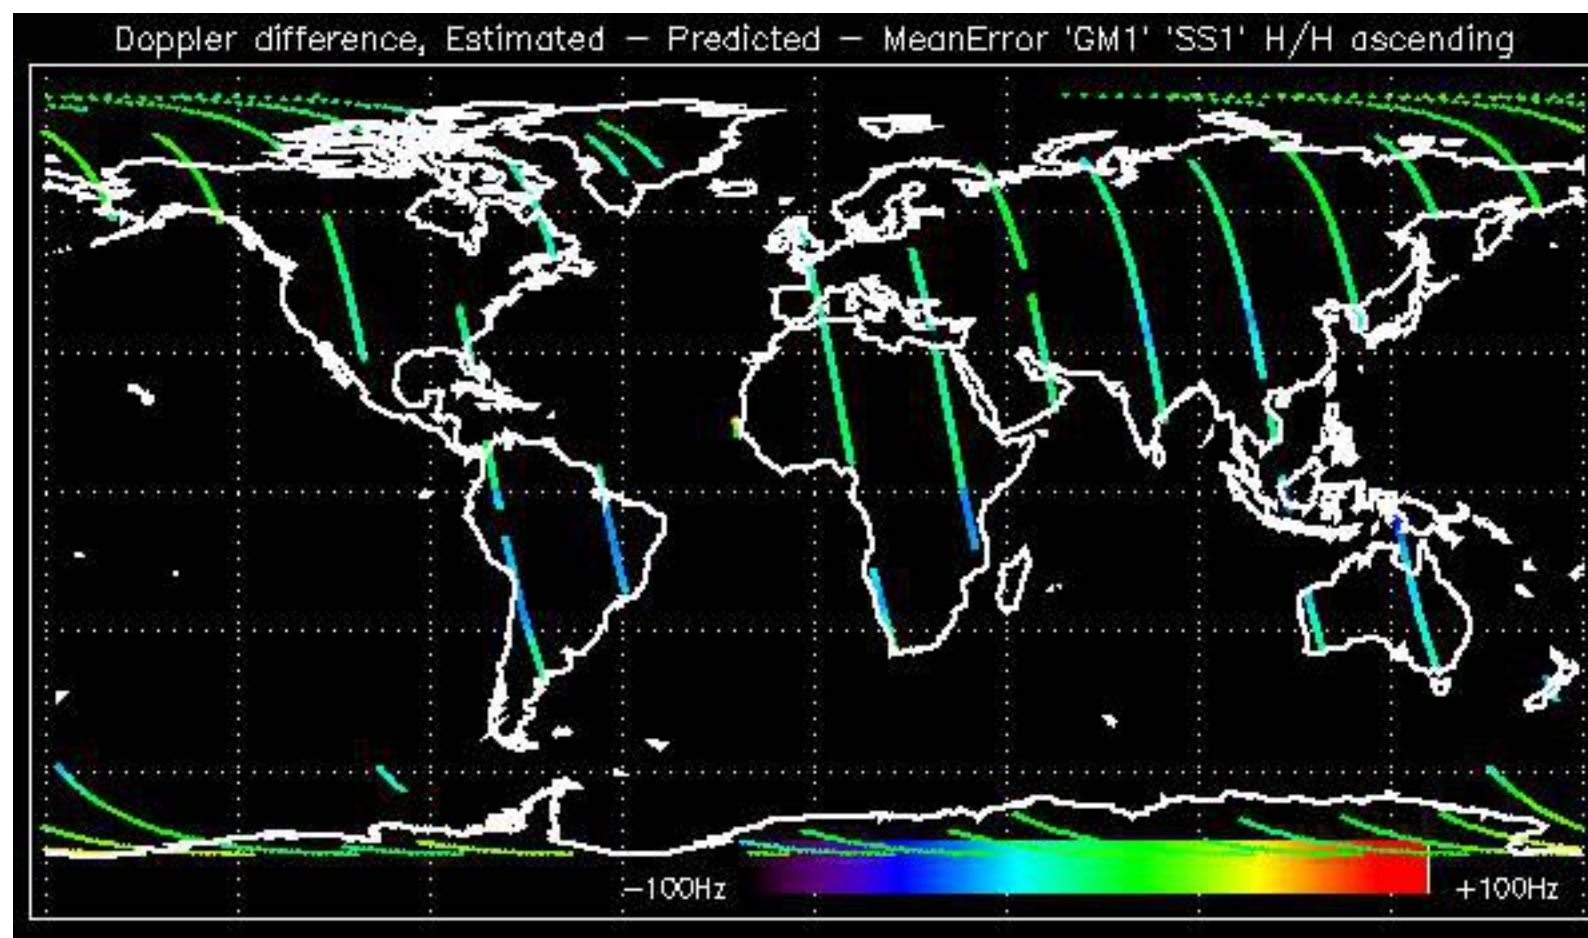 Doppler difference, Estimated − Predicted − MeanError 'GM1' 'SS1' H/H ascending
−100Hz
+100Hz